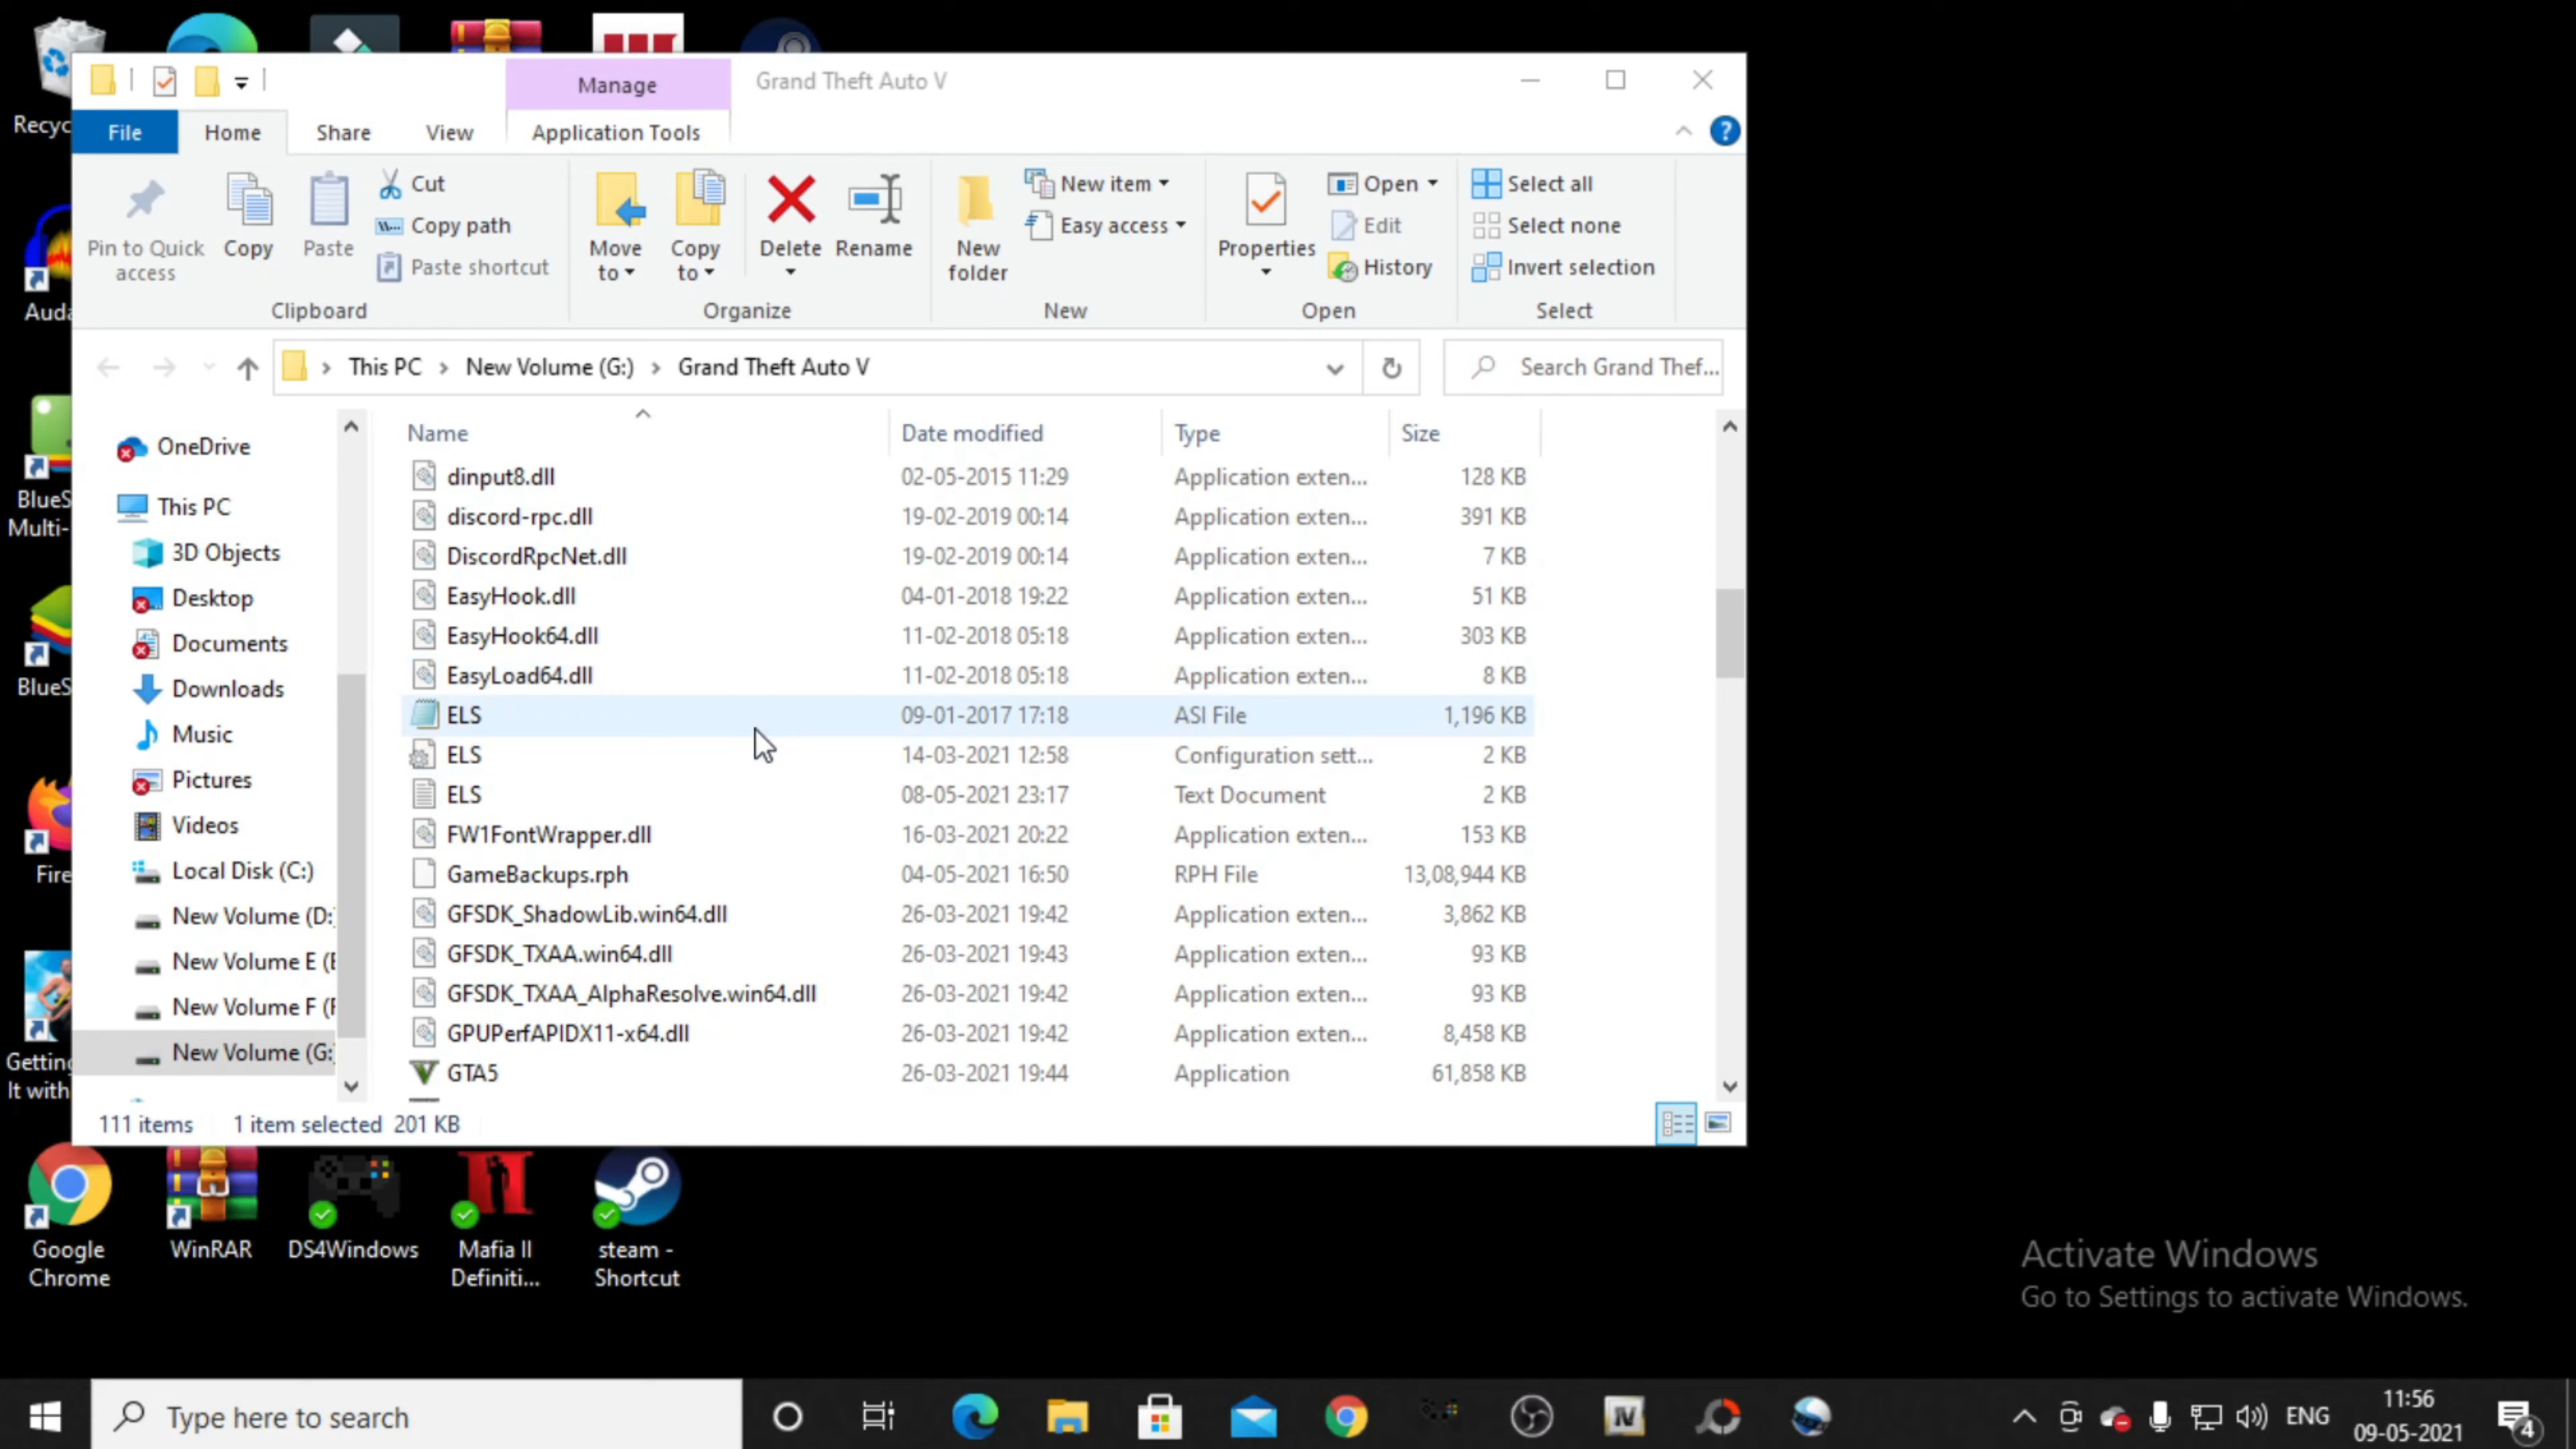 Manage
Grand Theft Auto V
File
Home
Share
View
Application Tools
Pin to Quick access
Copy
Paste
Cut
Copy path
Paste shortcut
Clipboard
Move to
Copy to
Delete
Rename
Organize
New folder
New item
Easy access
New
Properties
Open
Edit
History
Open
Select all
Select none
Invert selection
Select
This PC > New Volume (G:) > Grand Theft Auto V
Search Grand Thef...
OneDrive
This PC
3D Objects
Desktop
Documents
Downloads
Music
Pictures
Videos
Local Disk (C:)
New Volume (D:
New Volume E (E
New Volume F (F
New Volume (G:
Name Date modified Type Size
dinput8.dll 02-05-2015 11:29 Application exten... 128 KB
discord-rpc.dll 19-02-2019 00:14 Application exten... 391 KB
DiscordRpcNet.dll 19-02-2019 00:14 Application exten... 7 KB
EasyHook.dll 04-01-2018 19:22 Application exten... 51 KB
EasyHook64.dll 11-02-2018 05:18 Application exten... 303 KB
EasyLoad64.dll 11-02-2018 05:18 Application exten... 8 KB
ELS 09-01-2017 17:18 ASI File 1,196 KB
ELS 14-03-2021 12:58 Configuration sett... 2 KB
ELS 08-05-2021 23:17 Text Document 2 KB
FW1FontWrapper.dll 16-03-2021 20:22 Application exten... 153 KB
GameBackups.rph 04-05-2021 16:50 RPH File 13,08,944 KB
GFSDK_ShadowLib.win64.dll 26-03-2021 19:42 Application exten... 3,862 KB
GFSDK_TXAA.win64.dll 26-03-2021 19:43 Application exten... 93 KB
GFSDK_TXAA_AlphaResolve.win64.dll 26-03-2021 19:42 Application exten... 93 KB
GPUPerfAPIDX11-x64.dll 26-03-2021 19:42 Application exten... 8,458 KB
GTA5 26-03-2021 19:44 Application 61,858 KB
111 items 1 item selected 201 KB
Recyc
Auda
BlueS
Multi-
BlueS
Fire
Getting
It with
Google
Chrome
WinRAR
DS4Windows
Mafia II
Definiti...
steam -
Shortcut
Activate Windows
Go to Settings to activate Windows.
Type here to search
ENG
11:56
09-05-2021
4